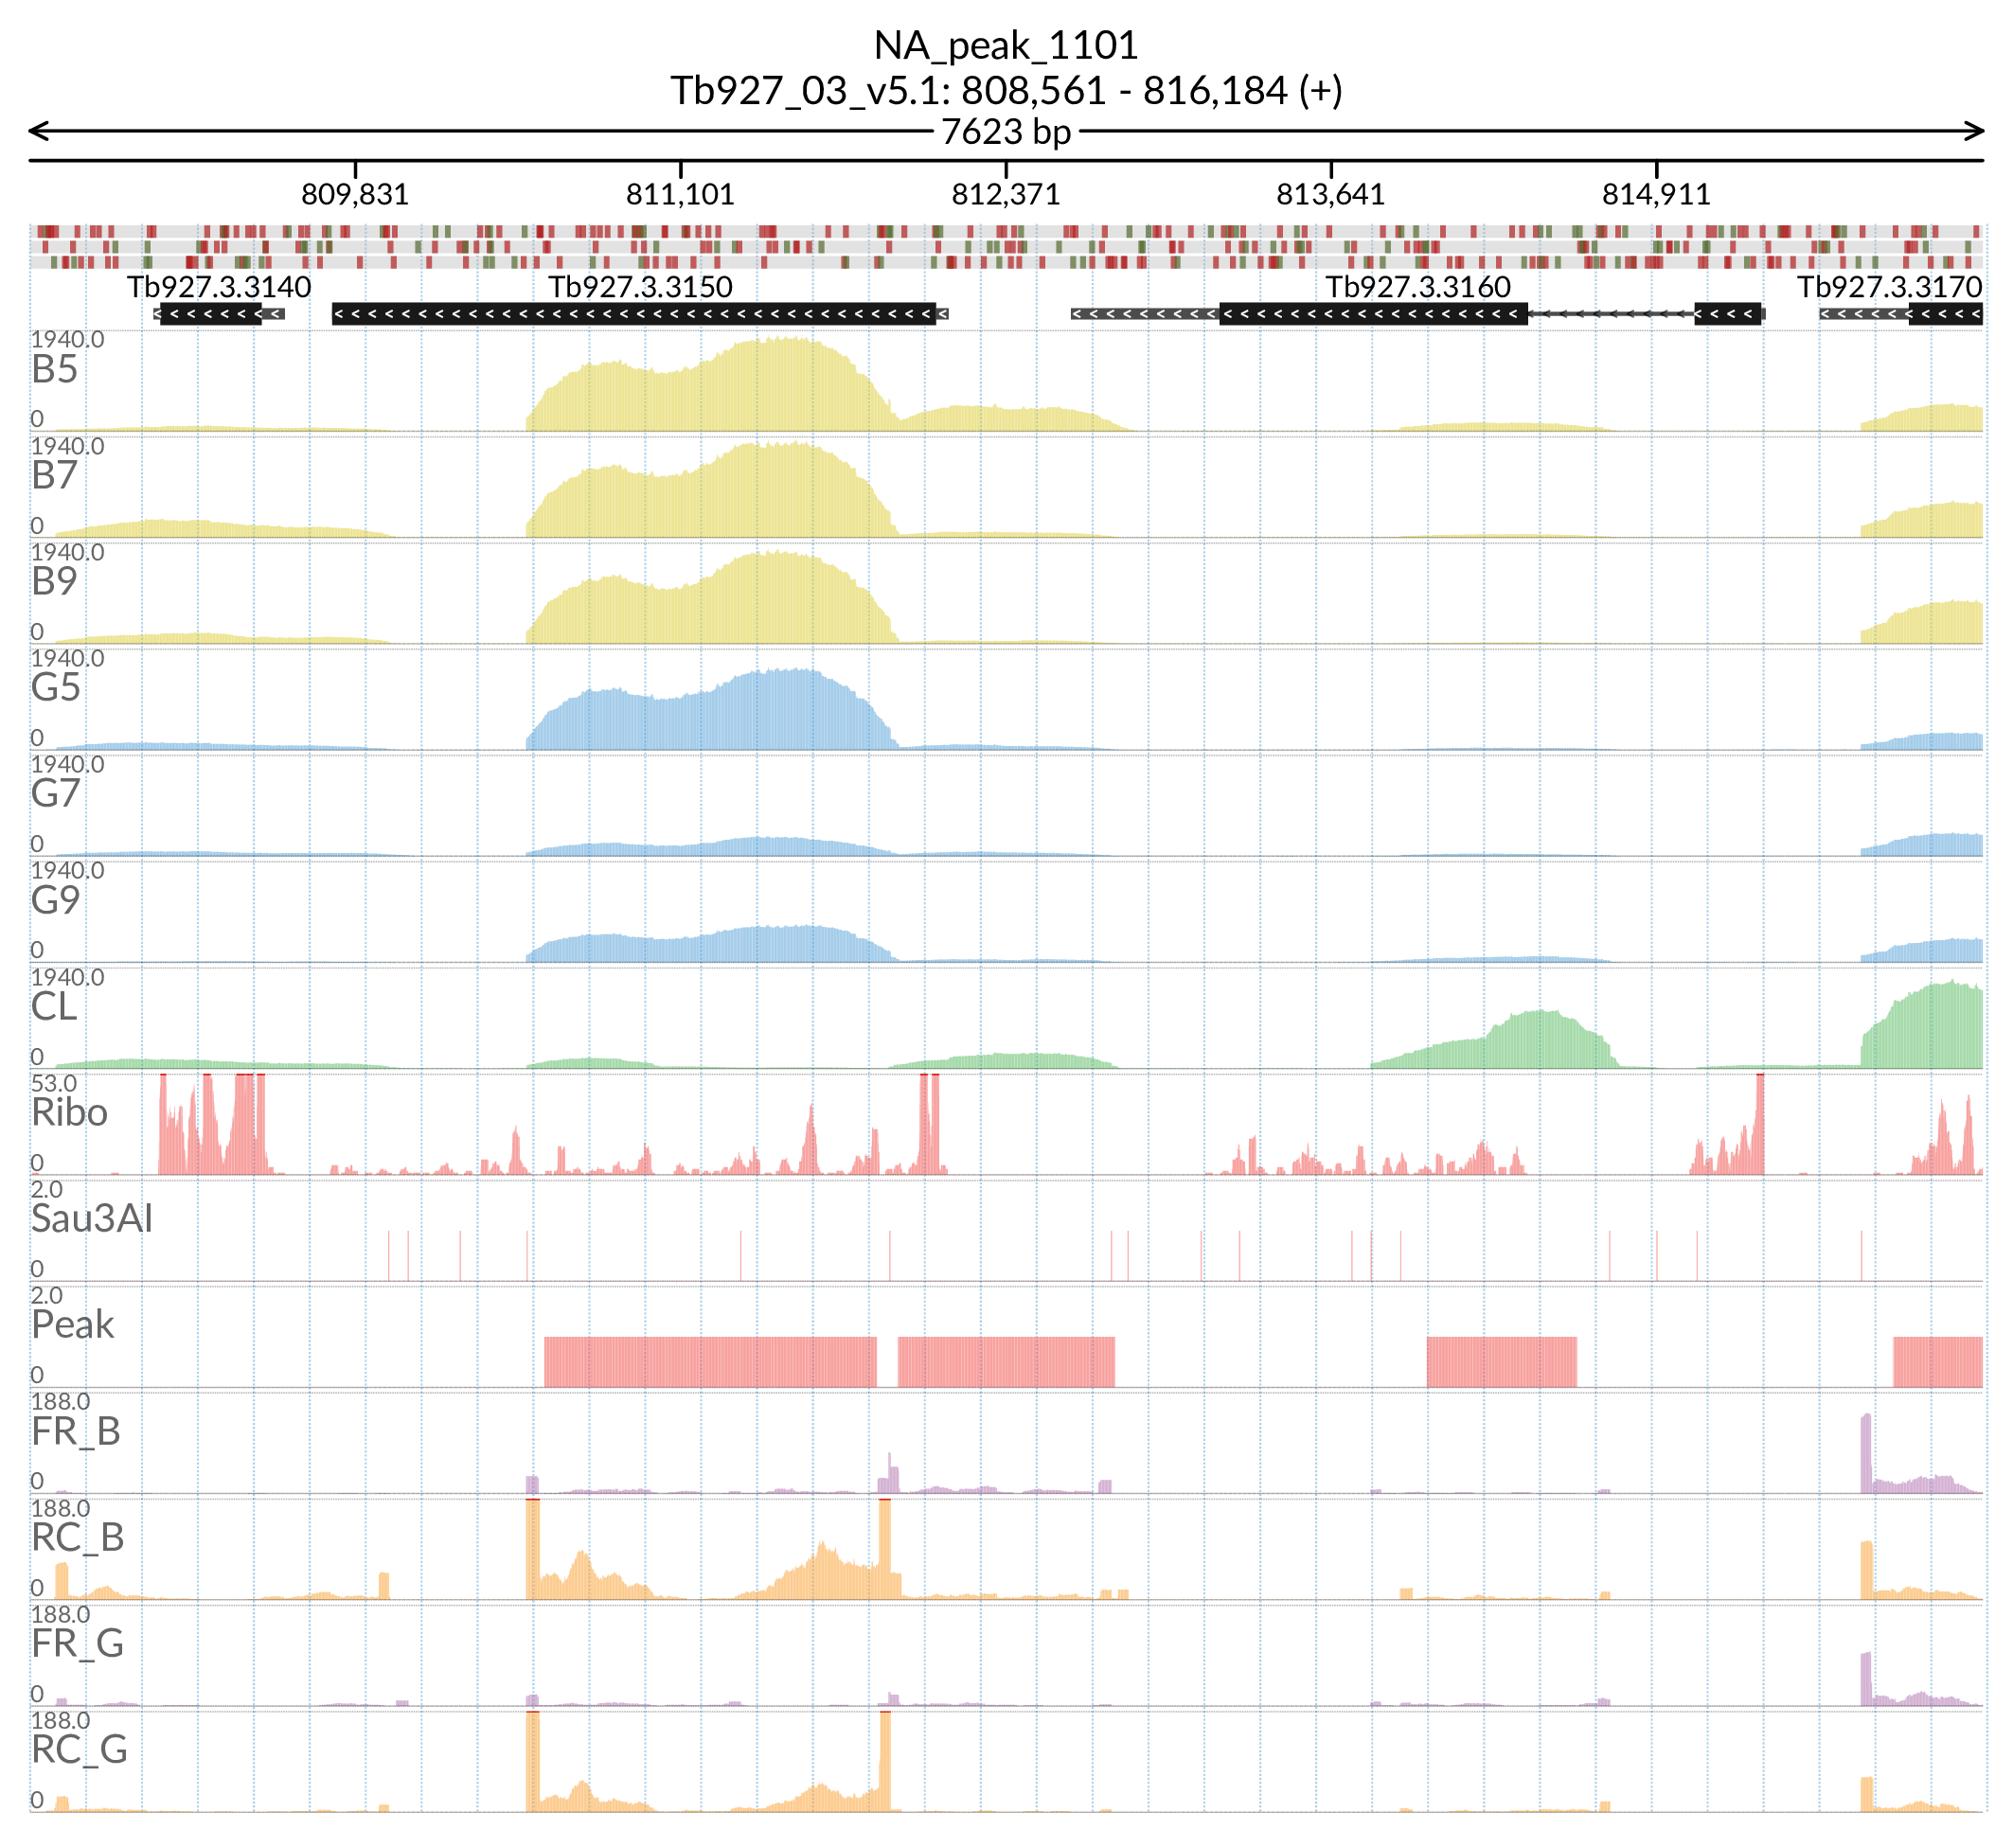 NA_peak_1101
Tb927_03_v5.1: 808,561 - 816,184 (+)
7623 bp
809,831 811,101 812,371 813,641 814,911
Tb927.3.3140 Tb927.3.3150 Tb927.3.3160 Tb927.3.3170
1940.0
B5
0
1940.0
B7
0
1940.0
B9
0
1940.0
G5
0
1940.0
G7
0
1940.0
G9
0
1940.0
CL
0
53.0
Ribo
0
2.0
Sau3AI
0
2.0
Peak
0
188.0
FR_B
0
188.0
RC_B
0
188.0
FR_G
0
188.0
RC_G
0